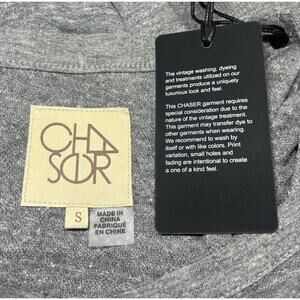 The vintage washing, dyeing
and treatments utilized on our
garments produce a uniquely
luxurious look and feel.
This CHASER garment requires
special consideration due to the
nature of the vintage treatment.
This garment may transfer dye to
other garments when wearing.
We recommend to wash by
itself or with like colors. Print
variation, small holes and
fading are intentional to create
a one of a kind feel.
CHA
SER
S
MADE IN
CHINA
FABRIQUÉ
EN CHINE